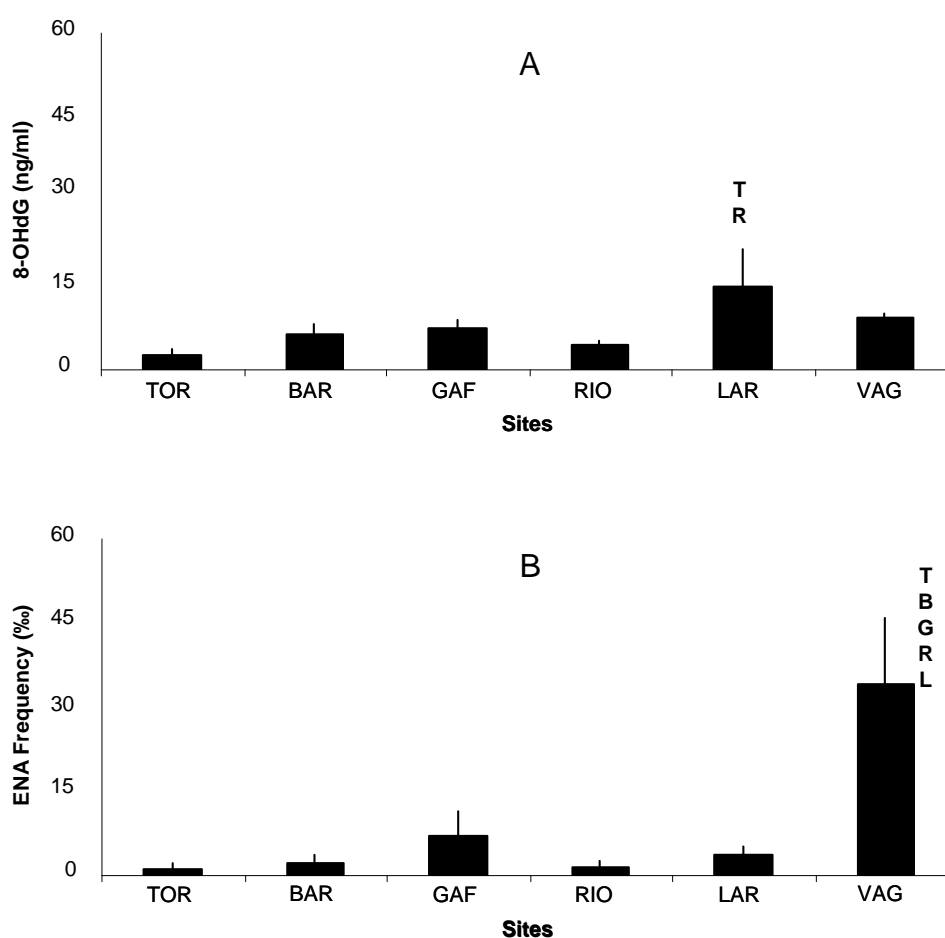 60
A
45
8-OHdG (ng/ml)
30
T
R
15
0
TOR BAR GAF RIO LAR VAG
Sites
60
B
T
B
G
R
L
45
ENA Frequency (‰)
30
15
0
TOR BAR GAF RIO LAR VAG
Sites